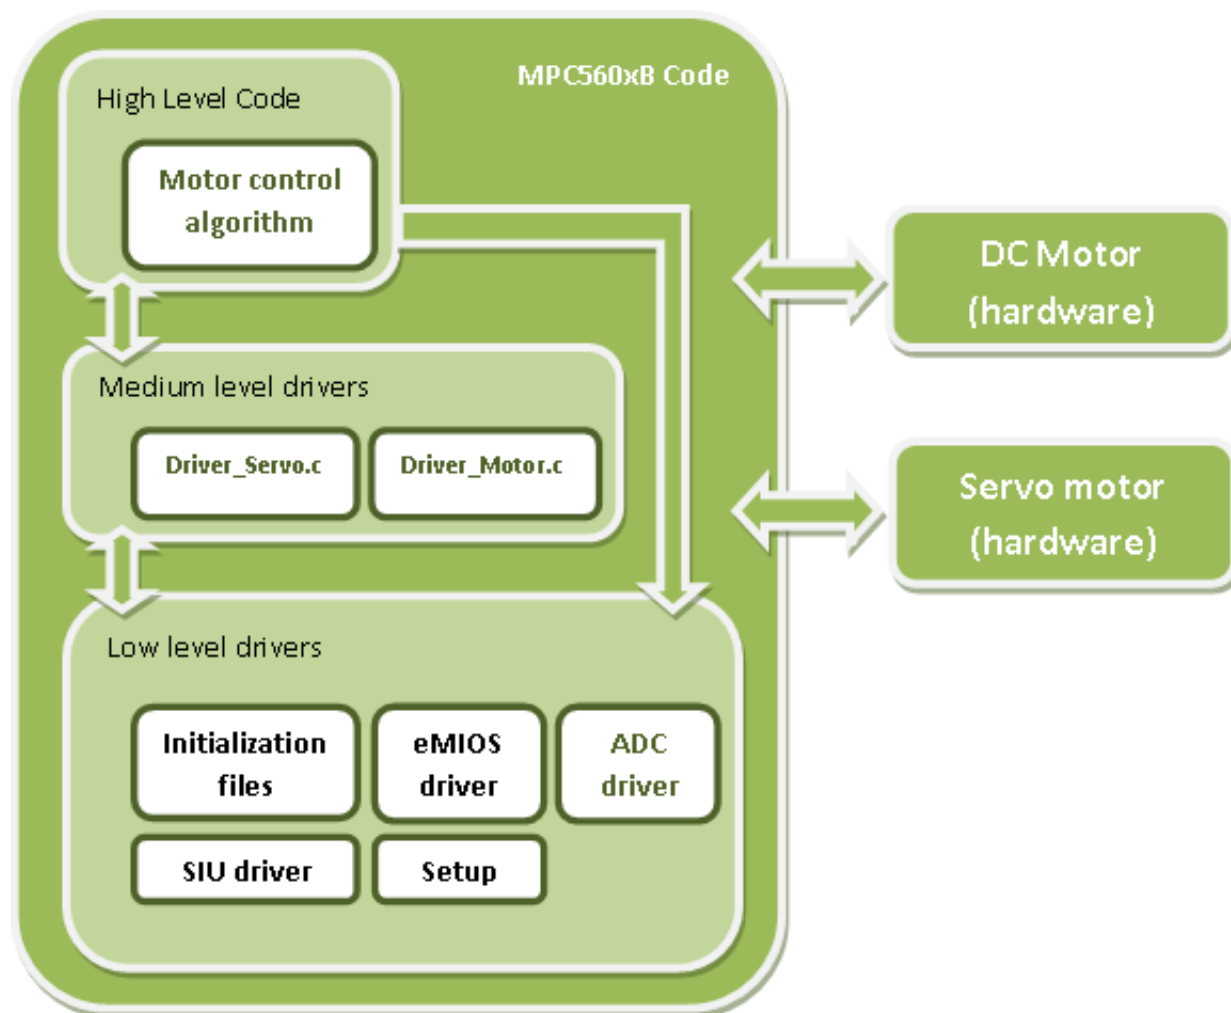 MPC560xB Code
High Level Code
Motor control
algorithm
DC Motor
(hardware)
Medium level drivers
Driver_Servo.c
Driver_Motor.c
Servo motor
(hardware)
Low level drivers
Initialization
files
eMIOS
driver
ADC
driver
SIU driver
Setup